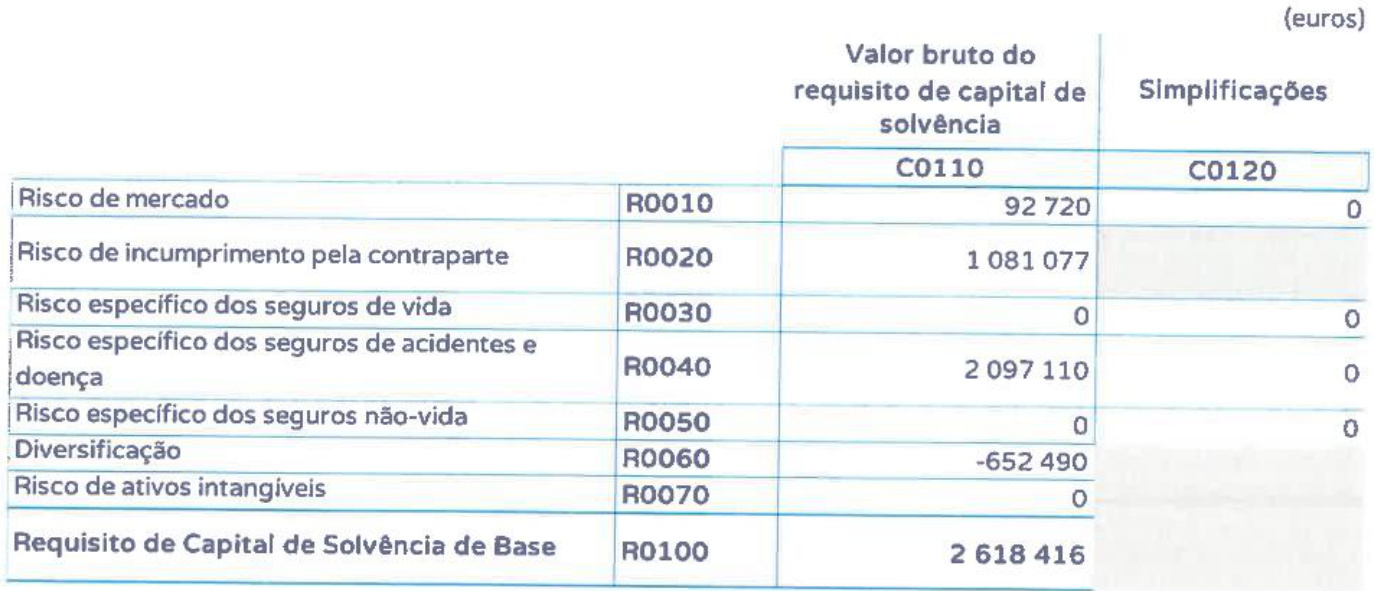 (euros)
Valor bruto do
requisito de capital de
solvência
Simplificações
C0110 C0120
Risco de mercado R0010 92 720 0
Risco de incumprimento pela contraparte R0020 1 081 077
Risco específico dos seguros de vida R0030 0 0
Risco específico dos seguros de acidentes e
doença R0040 2 097 110 0
Risco específico dos seguros não-vida R0050 0 0
Diversificação R0060 -652 490
Risco de ativos intangíveis R0070 0
Requisito de Capital de Solvência de Base R0100 2 618 416